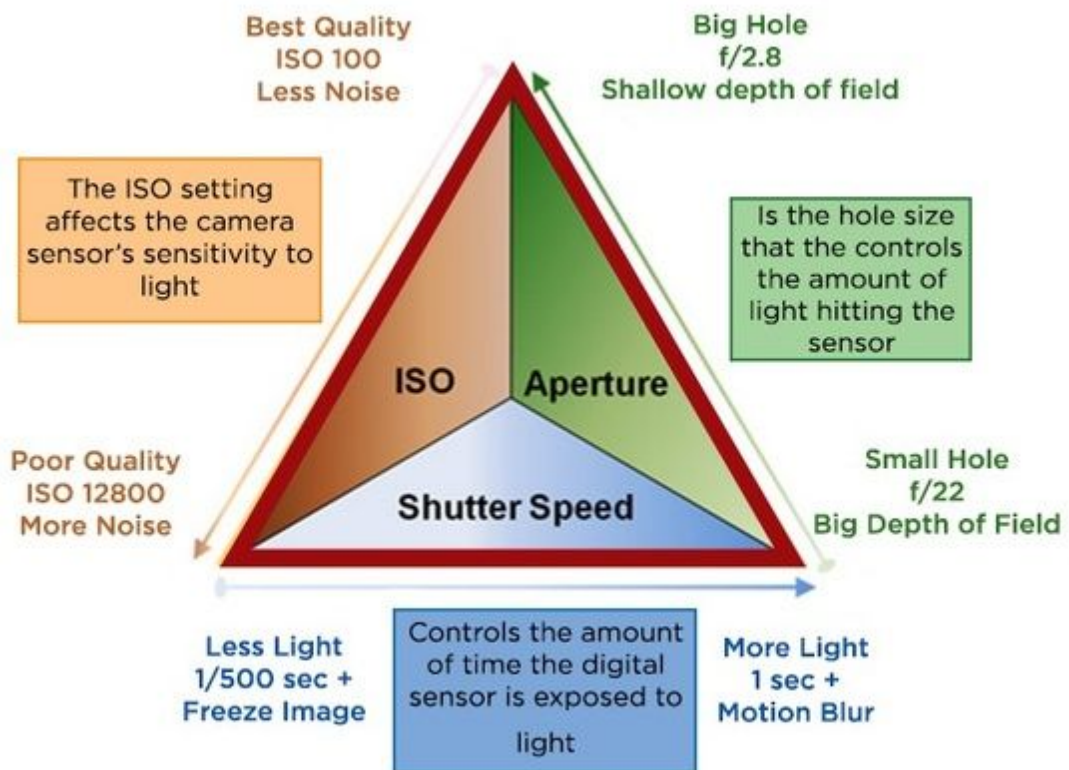 Best Quality
ISO 100
Less Noise
Big Hole
f/2.8
Shallow depth of field
The ISO setting
affects the camera
sensor's sensitivity to
light
Is the hole size
that the controls
the amount of
light hitting the
sensor
ISO
Aperture
Shutter Speed
Poor Quality
ISO 12800
More Noise
Small Hole
f/22
Big Depth of Field
Less Light
1/500 sec +
Freeze Image
Controls the amount
of time the digital
sensor is exposed to
light
More Light
1 sec +
Motion Blur